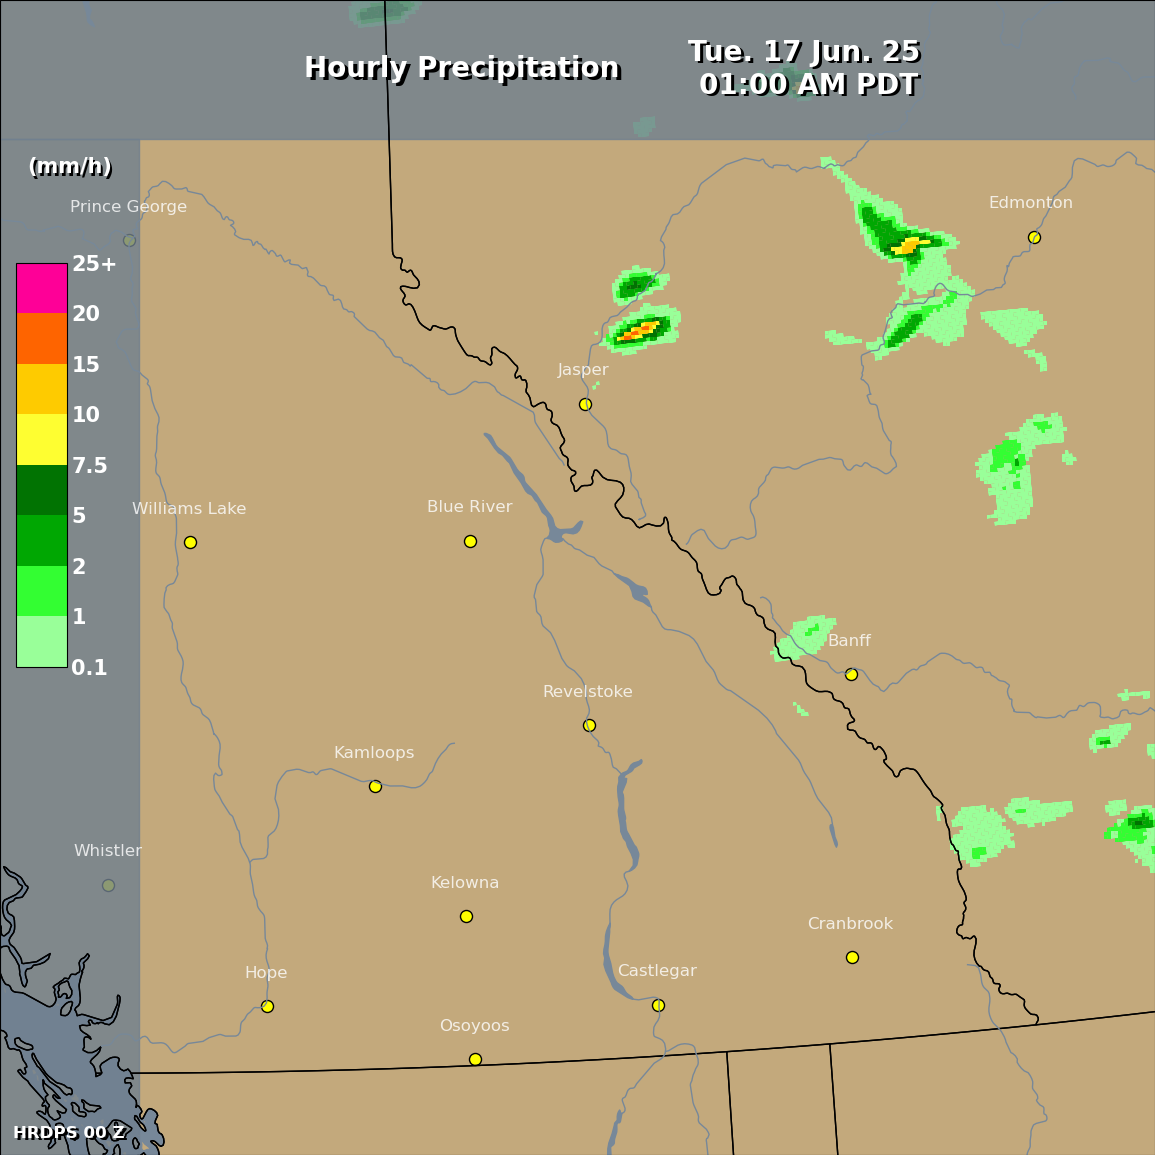 Hourly Precipitation
Tue. 17 Jun. 25
01:00 AM PDT
(mm/h)
Prince George
Edmonton
25+
20
15
10
7.5
5
2
1
0.1
Jasper
Williams Lake
Blue River
Banff
Revelstoke
Kamloops
Whistler
Kelowna
Cranbrook
Hope
Castlegar
Osoyoos
HRDPS 00 Z